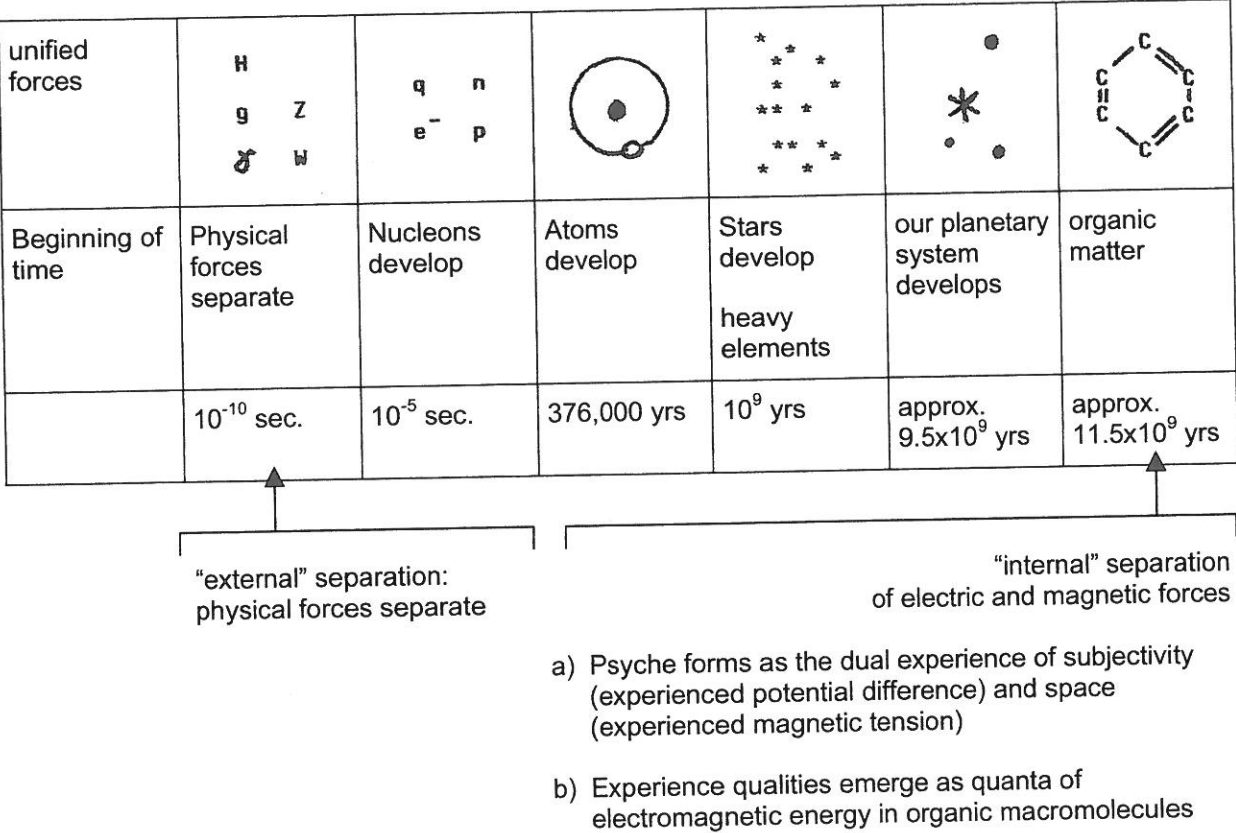 unified
forces
H
g Z
W
q n
e⁻ p
C
C C
C C
C
Beginning of
time
Physical
forces
separate
Nucleons
develop
Atoms
develop
Stars
develop
heavy
elements
our planetary
system
develops
organic
matter
10⁻¹⁰ sec.
10⁻⁵ sec.
376,000 yrs
10⁹ yrs
approx.
9.5x10⁹ yrs
approx.
11.5x10⁹ yrs
“external” separation:
physical forces separate
“internal” separation
of electric and magnetic forces
a) Psyche forms as the dual experience of subjectivity
(experienced potential difference) and space
(experienced magnetic tension)
b) Experience qualities emerge as quanta of
electromagnetic energy in organic macromolecules